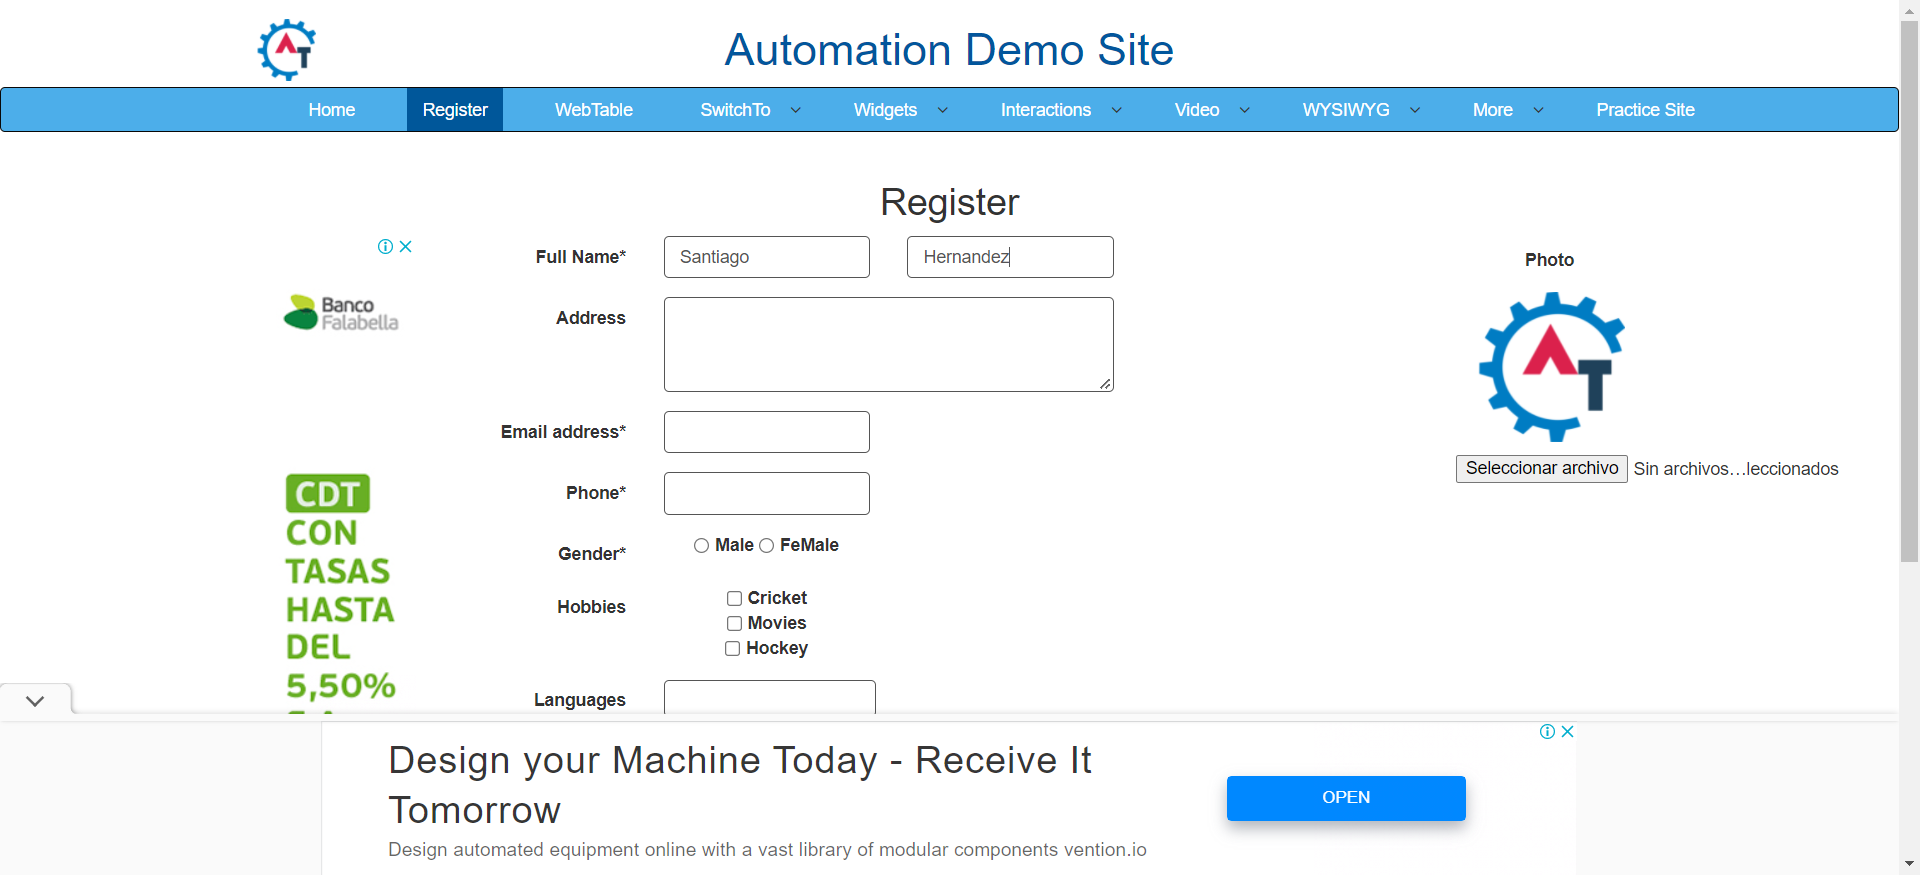 Automation Demo Site
Home Register WebTable SwitchTo Widgets Interactions Video WYSIWYG More Practice Site
Register
Full Name* Santiago Hernandez
Photo
Banco
Falabella
Address
AT
Email address*
Seleccionar archivo Sin archivos...leccionados
Phone*
CDT
CON
TASAS
HASTA
DEL
5,50%
Gender* Male FeMale
Hobbies Cricket
Movies
Hockey
Languages
Design your Machine Today - Receive It
Tomorrow
OPEN
Design automated equipment online with a vast library of modular components vention.io